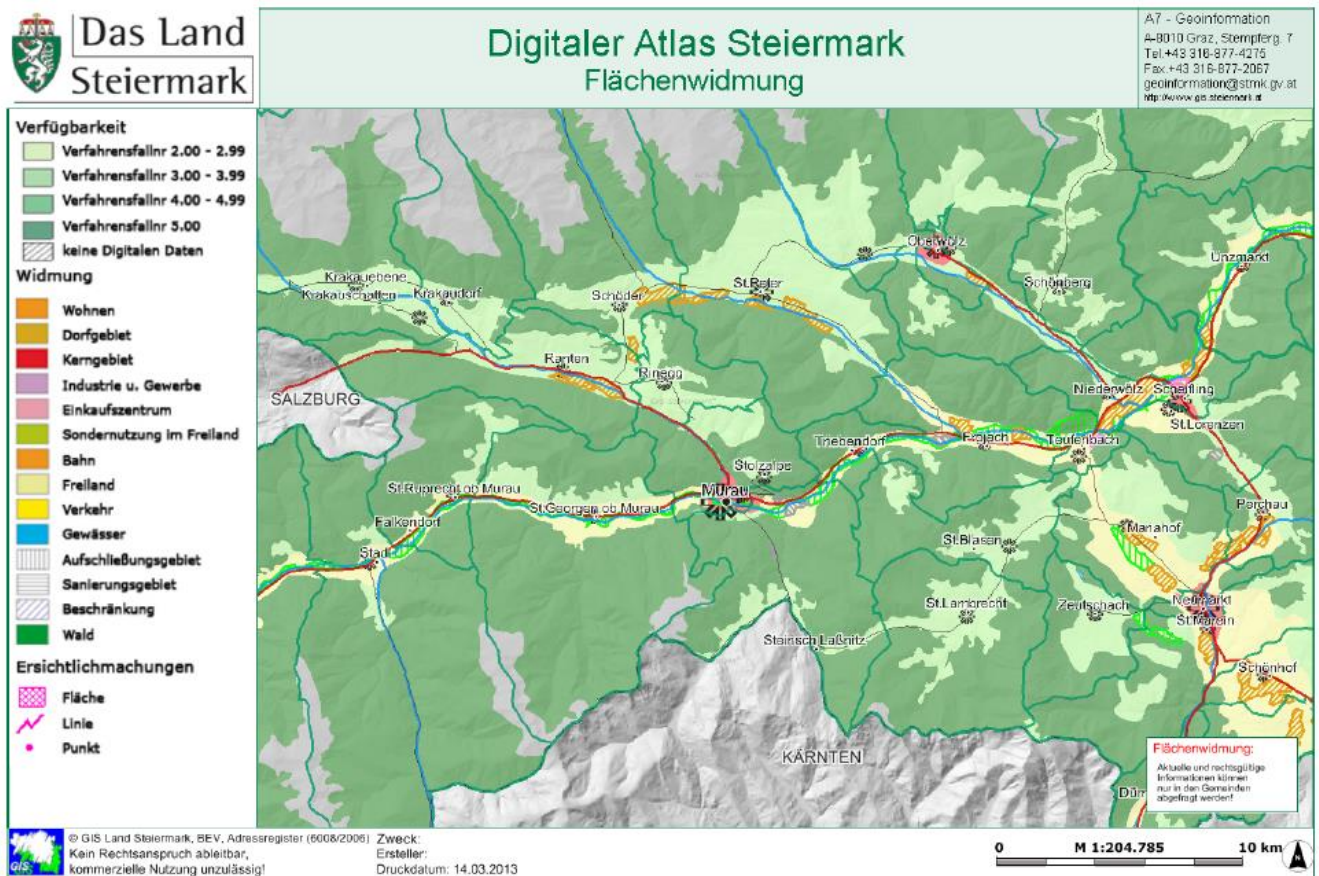 Das Land
Steiermark
Digitaler Atlas Steiermark
Flächenwidmung
A7 - Geoinformation
A-8010 Graz, Stempferg. 7
Tel.+43 316-877-4275
Fax.+43 316-877-2067
geoinformation@stmk.gv.at
http://www.gis.steiermark.at
Verfügbarkeit
Verfahrensfallnr 2.00 - 2.99
Verfahrensfallnr 3.00 - 3.99
Verfahrensfallnr 4.00 - 4.99
Verfahrensfallnr 5.00
keine Digitalen Daten
Widmung
Wohnen
Dorfgebiet
Kerngebiet
Industrie u. Gewerbe
Einkaufszentrum
Sondernutzung im Freiland
Bahn
Freiland
Verkehr
Gewässer
Aufschließungsgebiet
Sanierungsgebiet
Beschränkung
Wald
Ersichtlichmachungen
Fläche
Linie
Punkt
Oberwölz
Unzmarkt
Krakauebene
Krakauschatten
Krakaudorf
Schöder
St.Peter
Schönberg
Ranten
Rinegg
SALZBURG
Niederwölz
Scheifling
St.Lorenzen
Triebendorf
Frojach
Teufenbach
Stolzalpe
Murau
St.Ruprecht ob Murau
St.Georgen ob Murau
Falkendorf
Stadl
Perchau
Mariahof
St.Blasen
St.Lambrecht
Zeutschach
Neumarkt
St.Marein
Steirisch Laßnitz
Schönhof
KÄRNTEN
Dürn
Flächenwidmung:
Aktuelle und rechtsgültige
Informationen können
nur in den Gemeinden
abgefragt werden!
GIS
© GIS Land Steiermark, BEV, Adressregister (6008/2006)
Kein Rechtsanspruch ableitbar,
kommerzielle Nutzung unzulässig!
Zweck:
Ersteller:
Druckdatum: 14.03.2013
0 M 1:204.785 10 km
N